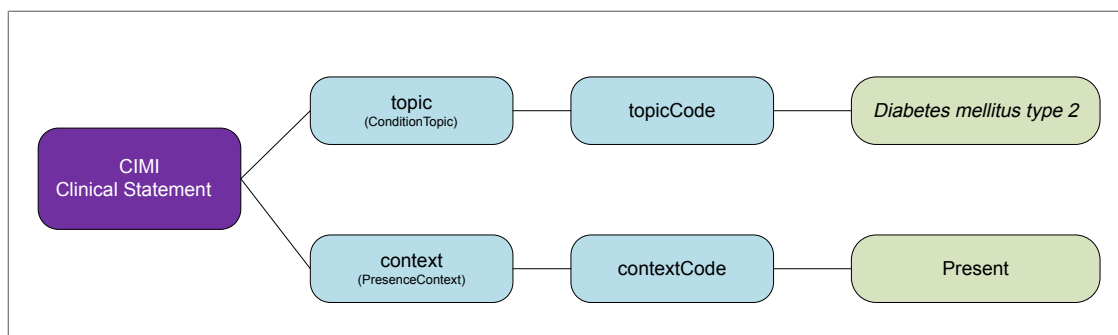 topic
(ConditionTopic)
topicCode
Diabetes mellitus type 2
CIMI
Clinical Statement
context
(PresenceContext)
contextCode
Present